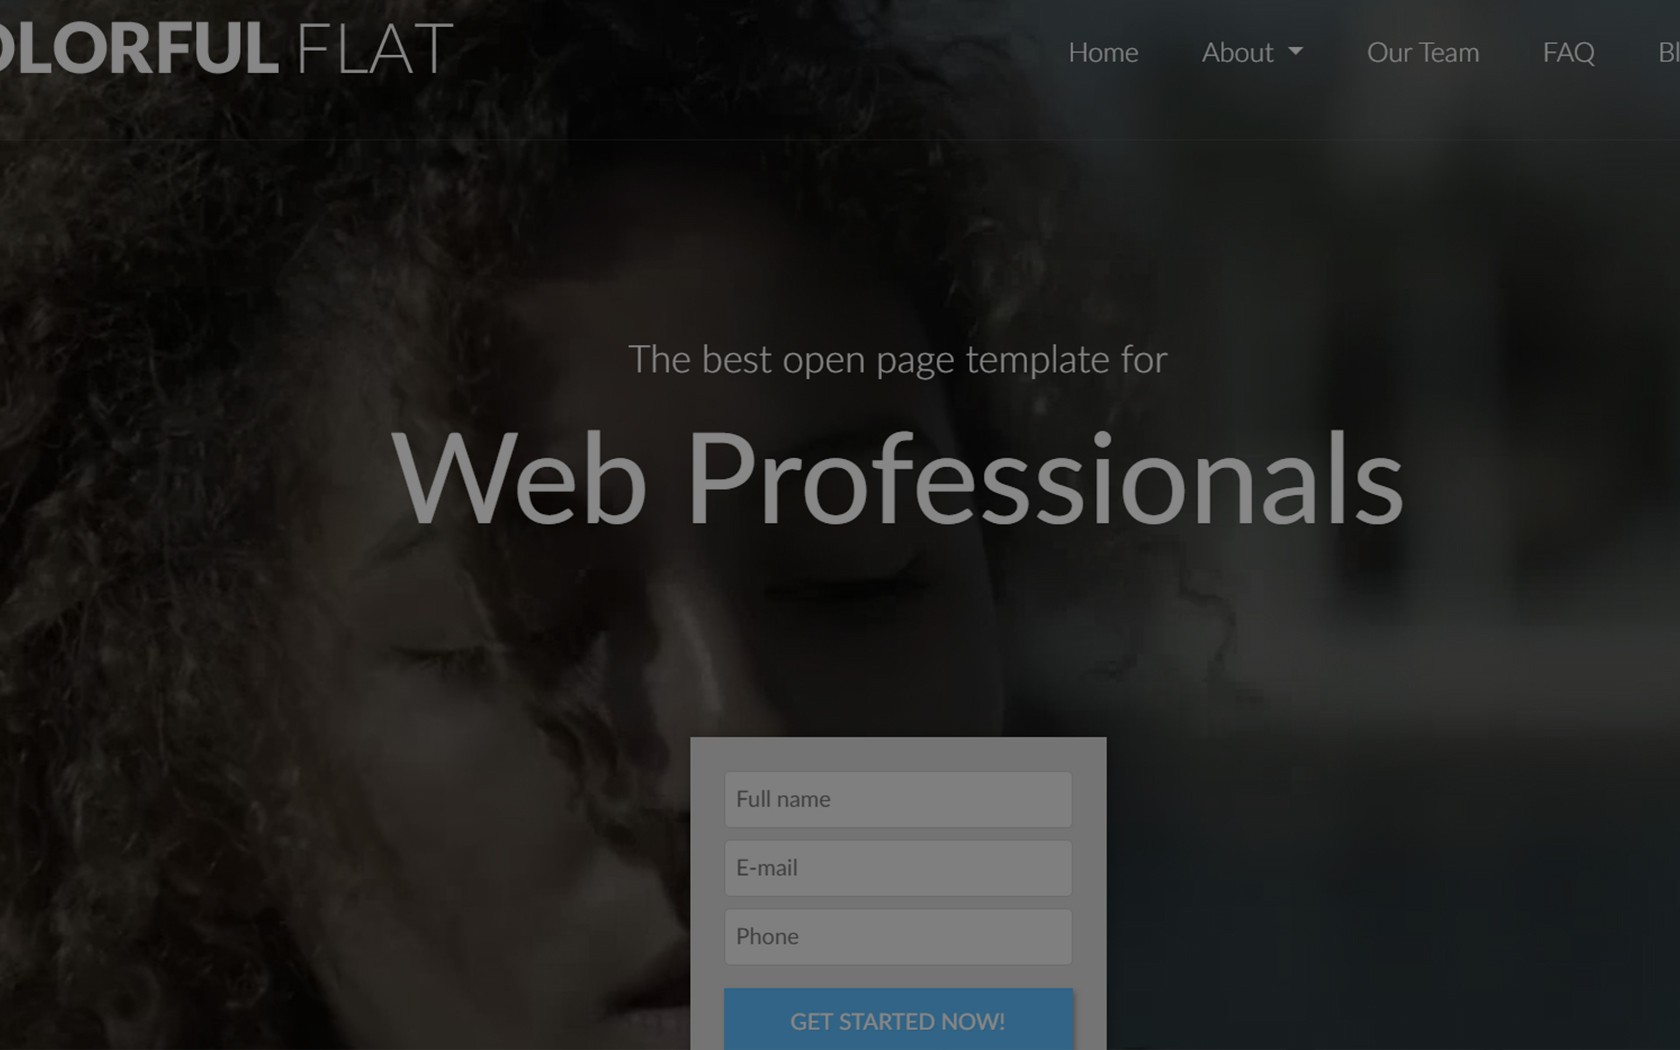 OLORFUL FLAT
Home About Our Team FAQ Bl
The best open page template for
Web Professionals
Full name
E-mail
Phone
GET STARTED NOW!